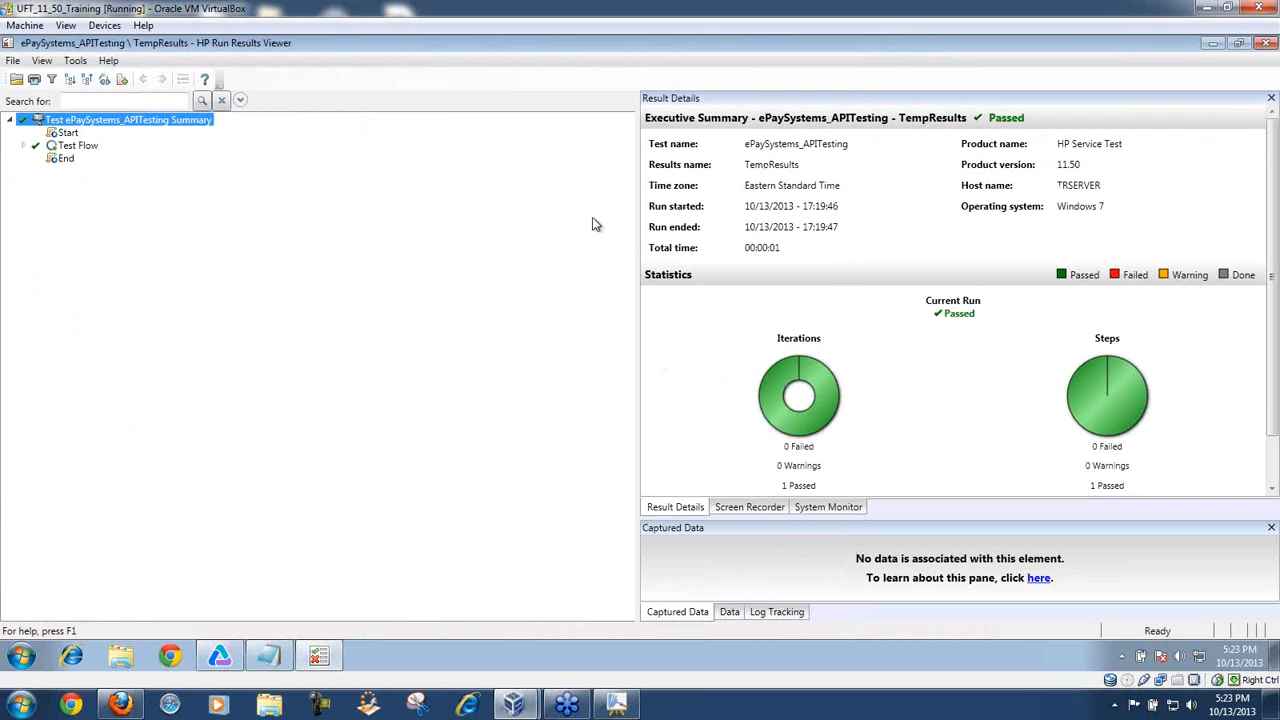 UFT_11_50_Training [Running] - Oracle VM VirtualBox
Machine View Devices Help
ePaySystems_APITesting \ TempResults - HP Run Results Viewer
File View Tools Help
Search for:
Test ePaySystems_APITesting Summary
Start
Test Flow
End
Result Details
Executive Summary - ePaySystems_APITesting - TempResults Passed
Test name: ePaySystems_APITesting Product name: HP Service Test
Results name: TempResults Product version: 11.50
Time zone: Eastern Standard Time Host name: TRSERVER
Run started: 10/13/2013 - 17:19:46 Operating system: Windows 7
Run ended: 10/13/2013 - 17:19:47
Total time: 00:00:01
Statistics Passed Failed Warning Done
Current Run
Passed
Iterations Steps
0 Failed 0 Failed
0 Warnings 0 Warnings
1 Passed 1 Passed
Result Details Screen Recorder System Monitor
Captured Data
No data is associated with this element.
To learn about this pane, click here.
Captured Data Data Log Tracking
For help, press F1 Ready
5:23 PM
10/13/2013
Right Ctrl
5:23 PM
10/13/2013